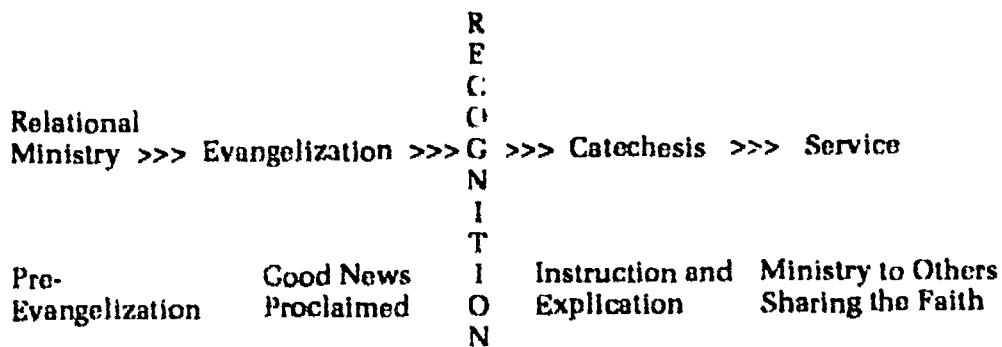 RECOGNITION
Relational
Ministry >>> Evangelization >>> >>> Catechesis >>> Service
Pre-
Evangelization
Good News
Proclaimed
Instruction and
Explication
Ministry to Others
Sharing the Faith